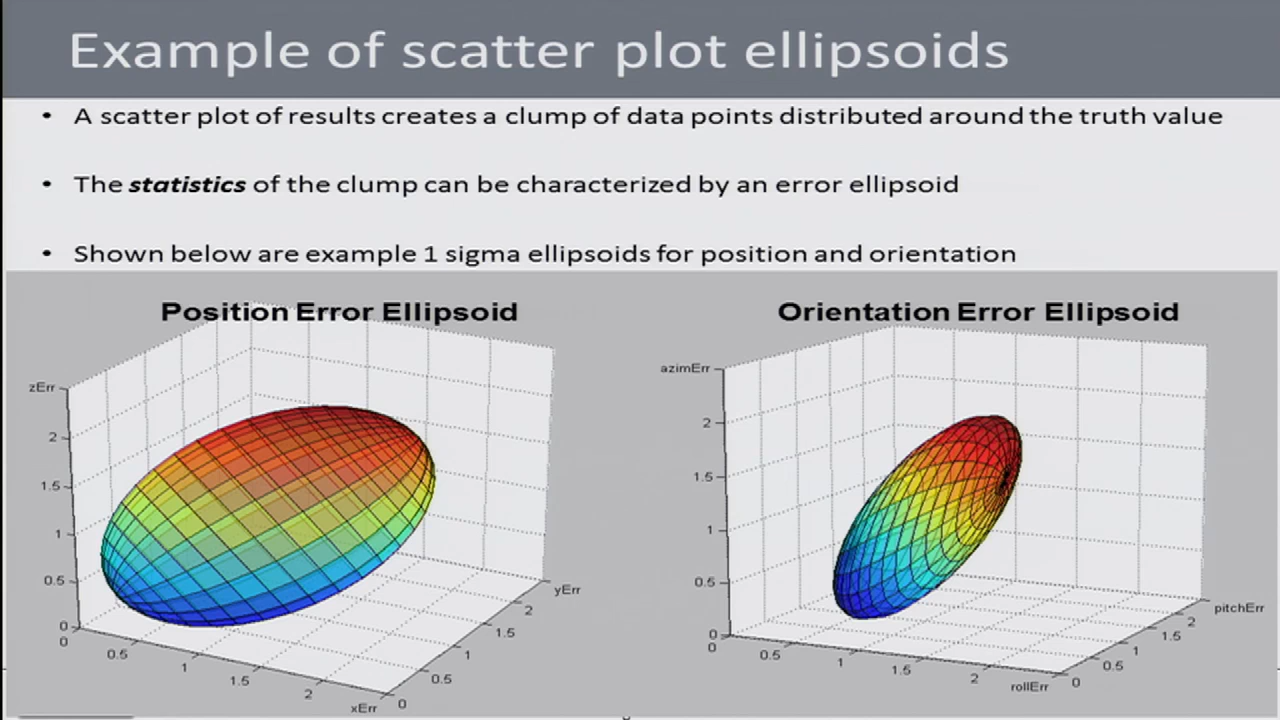 Example of scatter plot ellipsoids
• A scatter plot of results creates a clump of data points distributed around the truth value
• The statistics of the clump can be characterized by an error ellipsoid
• Shown below are example 1 sigma ellipsoids for position and orientation
Position Error Ellipsoid
zErr
2
1.5
1
0.5
0
0
0.5
1
1.5
2
xErr
0
0.5
1
1.5
2
yErr
Orientation Error Ellipsoid
azimErr
2
1.5
1
0.5
0
0
0.5
1
1.5
2
rollErr
0
0.5
1
1.5
2
pitchErr